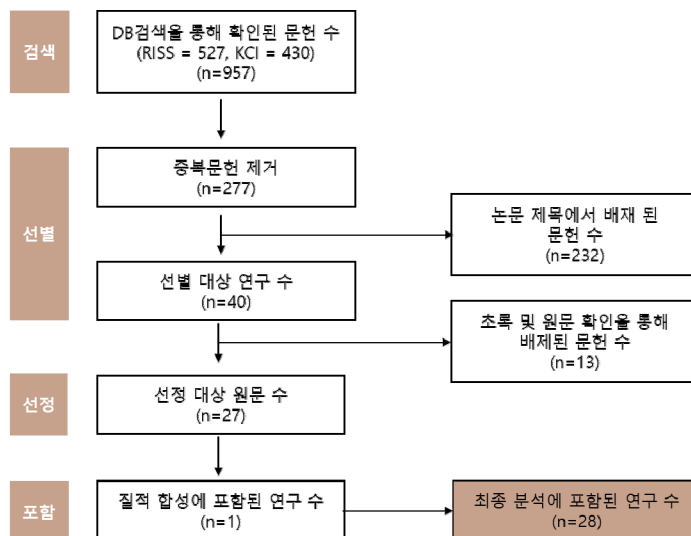 검색
DB검색을 통해 확인된 문헌 수
(RISS = 527, KCI = 430)
(n=957)
선별
중복문헌 제거
(n=277)
논문 제목에서 배재 된
문헌 수
(n=232)
선별 대상 연구 수
(n=40)
초록 및 원문 확인을 통해
배제된 문헌 수
(n=13)
선정
선정 대상 원문 수
(n=27)
포함
질적 합성에 포함된 연구 수
(n=1)
최종 분석에 포함된 연구 수
(n=28)